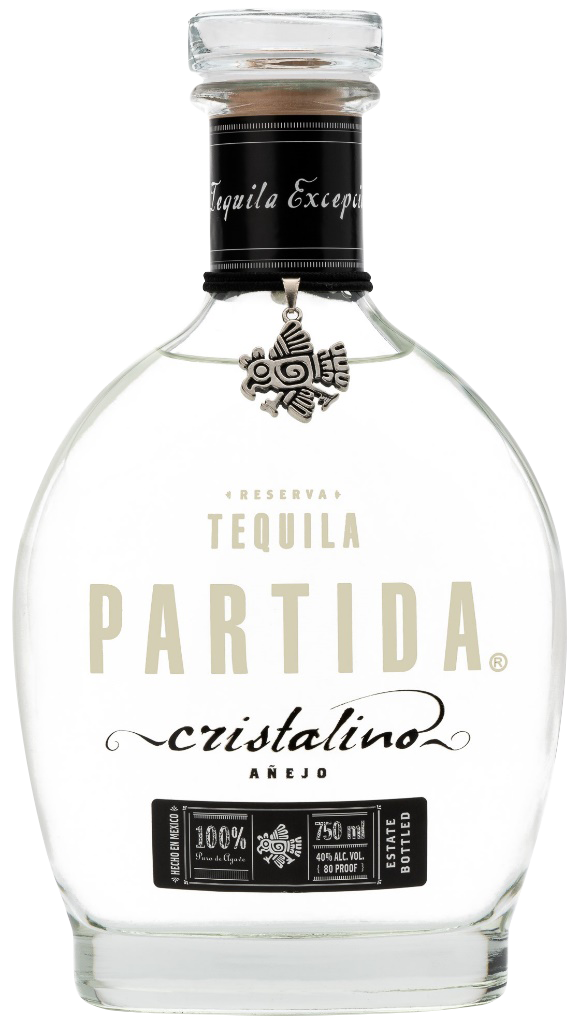 Tequila Excepci
RESERVA
TEQUILA
PARTIDA®
cristalino
AÑEJO
HECHO EN MEXICO
100%
Puro de Agave
750 ml
40% ALC. VOL.
( 80 PROOF )
ESTATE
BOTTLED